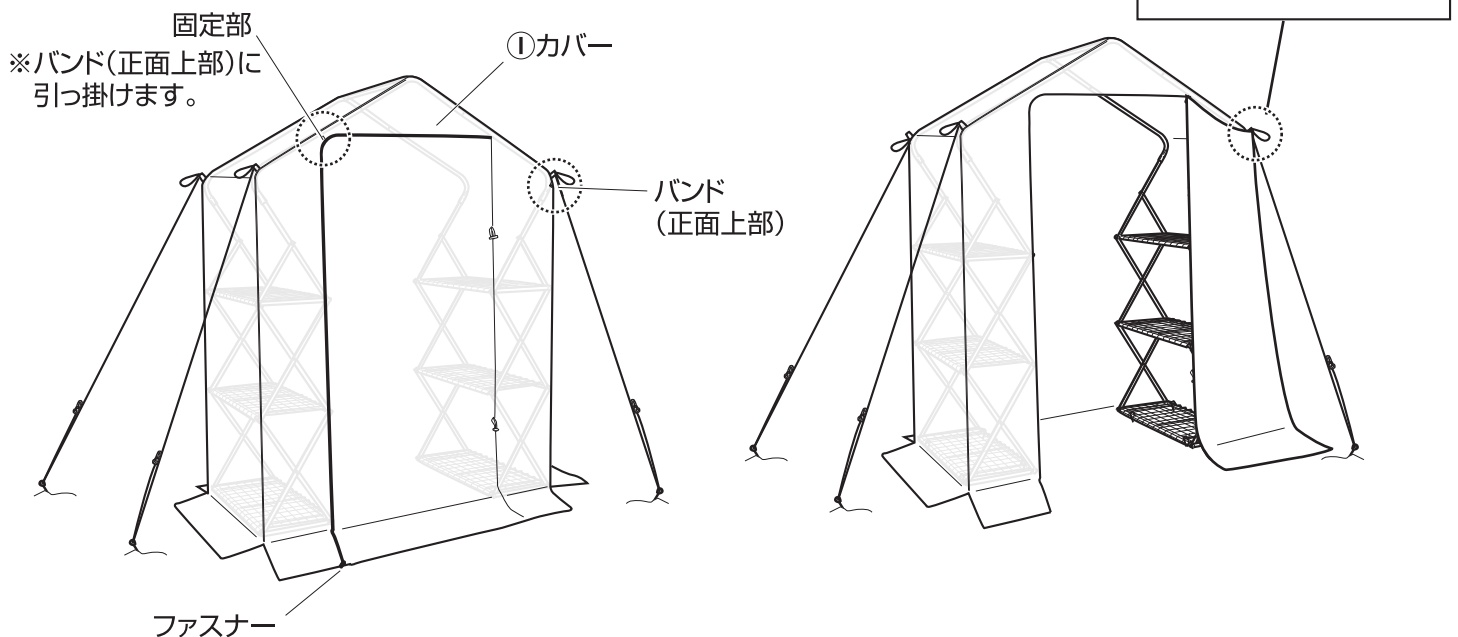 固定部
※バンド(正面上部)に
引っ掛けます。
Ⓘカバー
バンド
(正面上部)
ファスナー